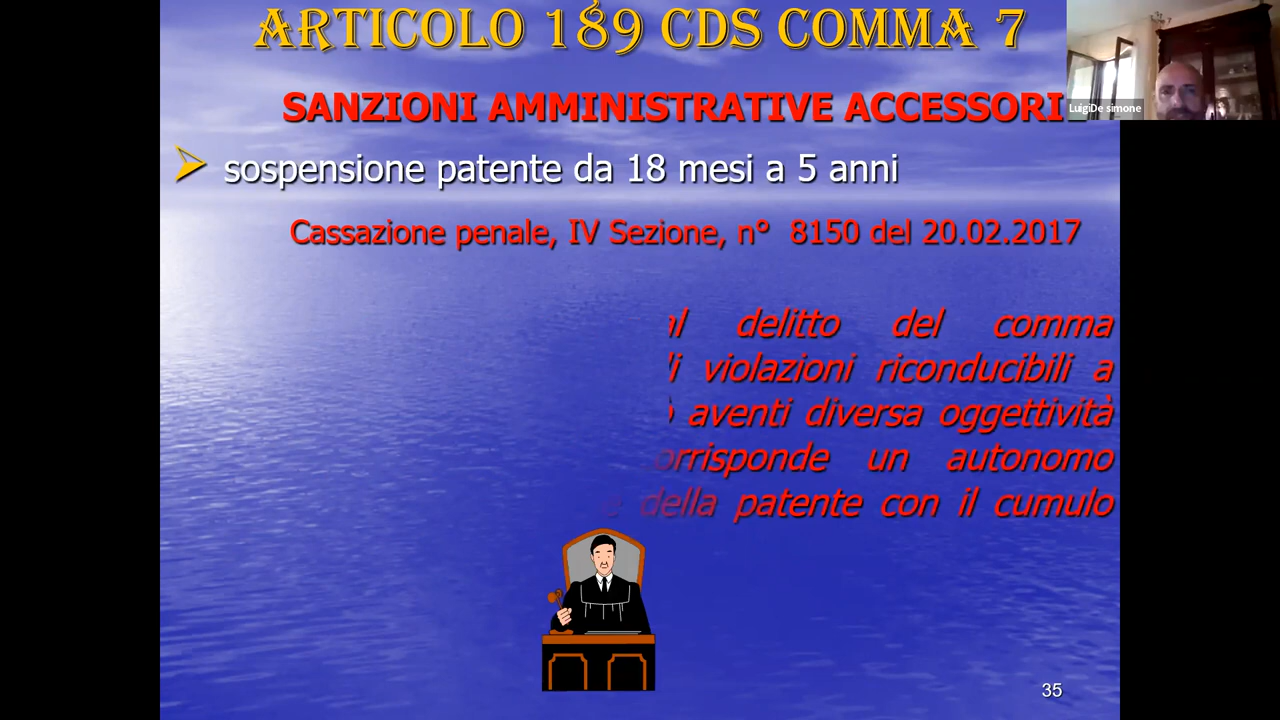 ARTICOLO 189 CDS COMMA 7
SANZIONI AMMINISTRATIVE ACCESSORI
LuigiDe simone
sospensione patente da 18 mesi a 5 anni
Cassazione penale, IV Sezione, n° 8150 del 20.02.2017
al delitto del comma
violazioni riconducibili a
aventi diversa oggettività
orrisponde un autonomo
e della patente con il cumulo
35